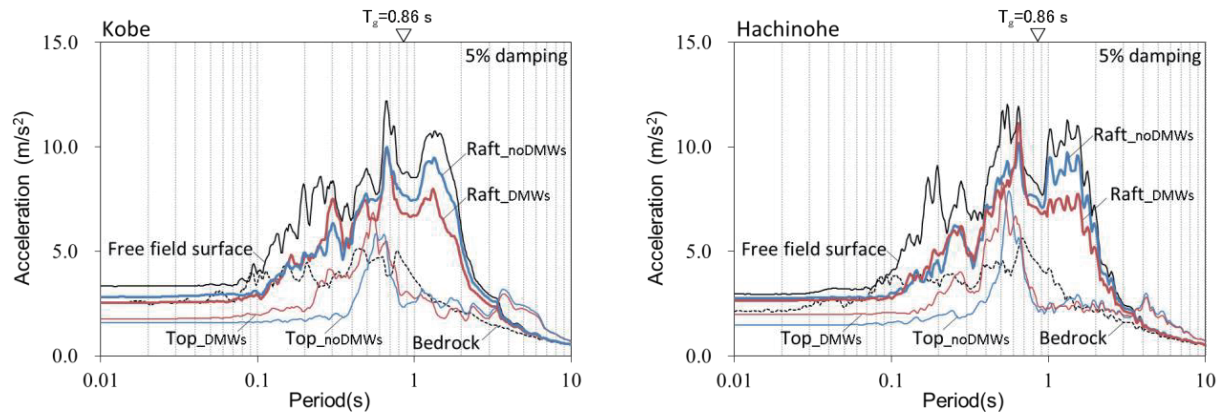 Kobe
T_g=0.86 s
15.0
5% damping
10.0
5.0
0.0
Acceleration (m/s²)
Raft_noDMWs
Raft_DMWs
Free field surface
Top_DMWs
Top_noDMWs
Bedrock
0.01
0.1
1
10
Period(s)
Hachinohe
T_g=0.86 s
15.0
5% damping
10.0
5.0
0.0
Acceleration (m/s²)
Raft_noDMWs
Raft_DMWs
Free field surface
Top_DMWs
Top_noDMWs
Bedrock
0.01
0.1
1
10
Period(s)